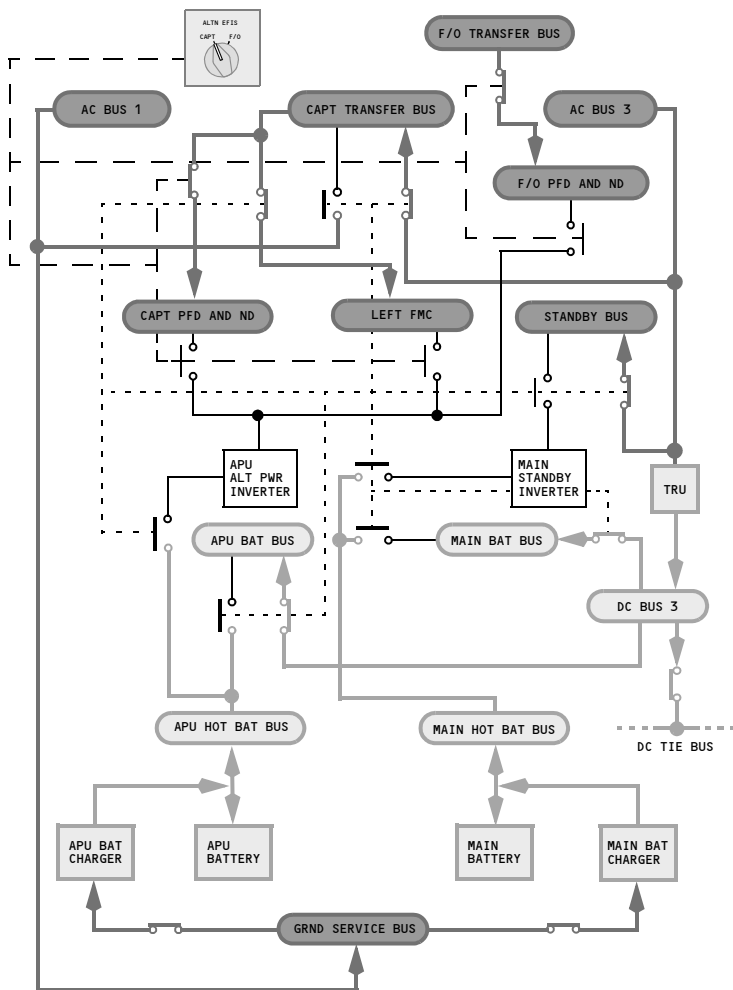 ALTN EFIS
CAPT F/O
F/O TRANSFER BUS
AC BUS 1
CAPT TRANSFER BUS
AC BUS 3
F/O PFD AND ND
CAPT PFD AND ND
LEFT FMC
STANDBY BUS
APU
ALT PWR
INVERTER
MAIN
STANDBY
INVERTER
TRU
APU BAT BUS
MAIN BAT BUS
DC BUS 3
APU HOT BAT BUS
MAIN HOT BAT BUS
DC TIE BUS
APU BAT
CHARGER
APU
BATTERY
MAIN
BATTERY
MAIN BAT
CHARGER
GRND SERVICE BUS